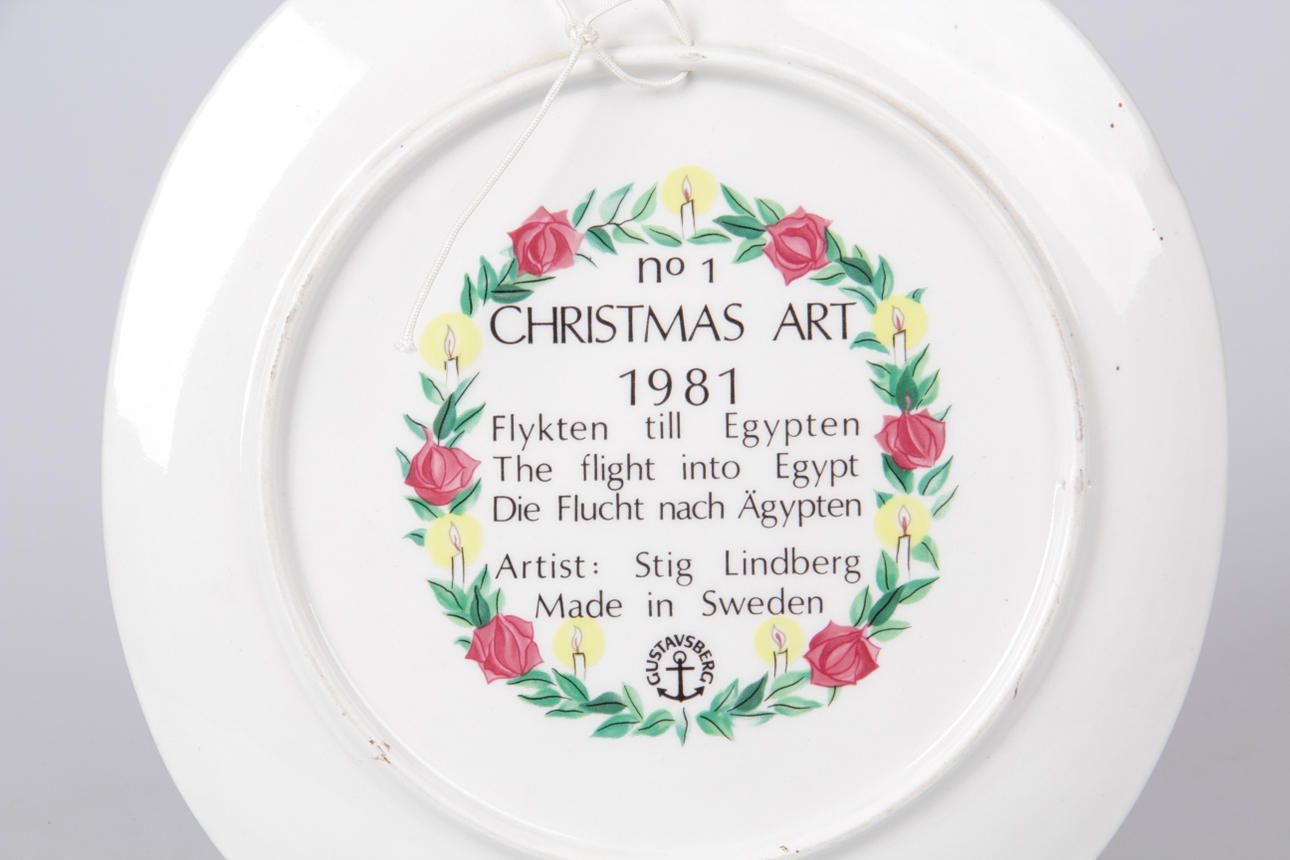 nº 1
CHRISTMAS ART
1981
Flykten till Egypten
The flight into Egypt
Die Flucht nach Ägypten
Artist: Stig Lindberg
Made in Sweden
GUSTAVSBERG